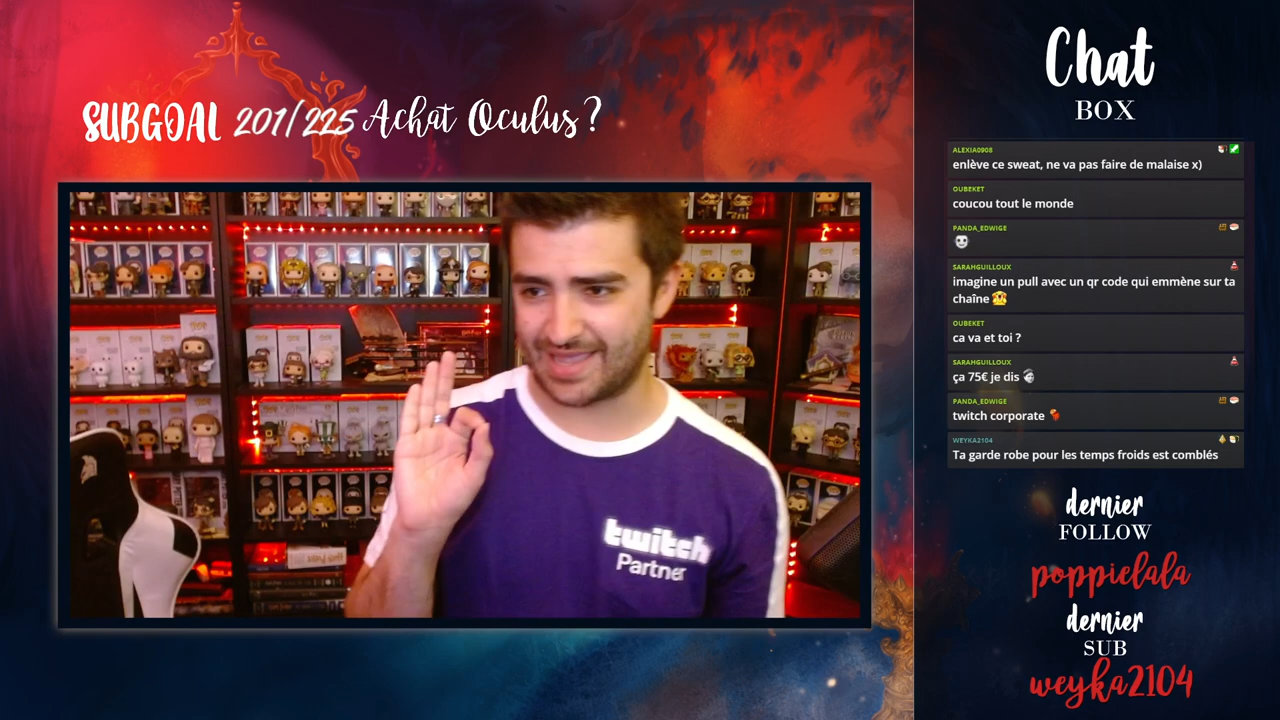 SUBGOAL 201/225 Achat Oculus ?
twitch
Partner
Chat
BOX
ALEXIA0908
enlève ce sweat, ne va pas faire de malaise x)
OUBEKET
coucou tout le monde
PANDA_EDWIGE
SARAHGUILLOUX
imagine un pull avec un qr code qui emmène sur ta
chaîne
OUBEKET
ca va et toi ?
SARAHGUILLOUX
ça 75€ je dis
PANDA_EDWIGE
twitch corporate
WEYKA2104
Ta garde robe pour les temps froids est comblés
dernier
FOLLOW
poppielala
dernier
SUB
weyka2104